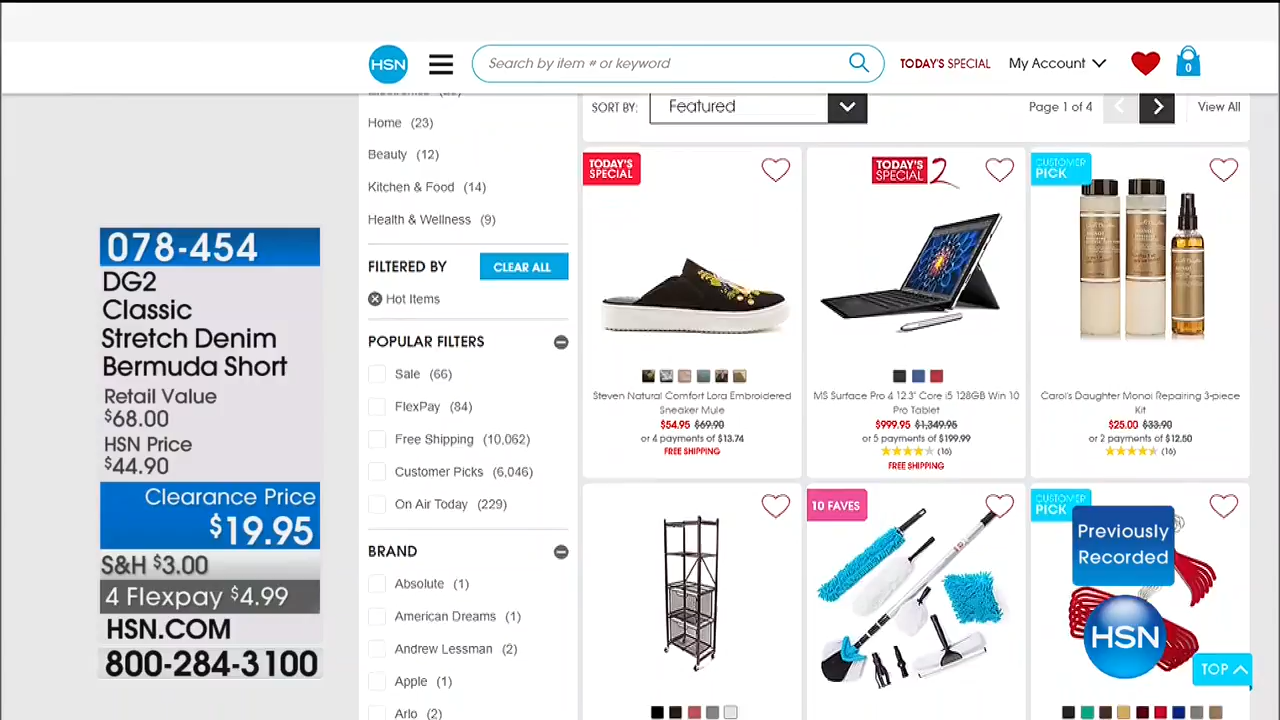 HSN
Search by item # or keyword
TODAY'S SPECIAL
My Account
0
Home (23)
Beauty (12)
Kitchen & Food (14)
Health & Wellness (9)
FILTERED BY
CLEAR ALL
Hot Items
POPULAR FILTERS
Sale (66)
FlexPay (84)
Free Shipping (10,062)
Customer Picks (6,046)
On Air Today (229)
BRAND
Absolute (1)
American Dreams (1)
Andrew Lessman (2)
Apple (1)
Arlo (2)
SORT BY:
Featured
Page 1 of 4
View All
TODAY'S
SPECIAL
Steven Natural Comfort Lora Embroidered
Sneaker Mule
$54.95 $69.90
or 4 payments of $13.74
FREE SHIPPING
TODAY'S
SPECIAL 2
MS Surface Pro 4 12.3" Core i5 128GB Win 10
Pro Tablet
$999.95 $1,349.95
or 5 payments of $199.99
(10)
FREE SHIPPING
CUSTOMER
PICK
Carol's Daughter Monoi Repairing 3-piece
Kit
$25.00 $33.90
or 2 payments of $12.50
(16)
10 FAVES
CUSTOMER
PICK
Previously
Recorded
HSN
TOP
078-454
DG2
Classic
Stretch Denim
Bermuda Short
Retail Value
$68.00
HSN Price
$44.90
Clearance Price
$19.95
S&H $3.00
4 Flexpay $4.99
HSN.COM
800-284-3100